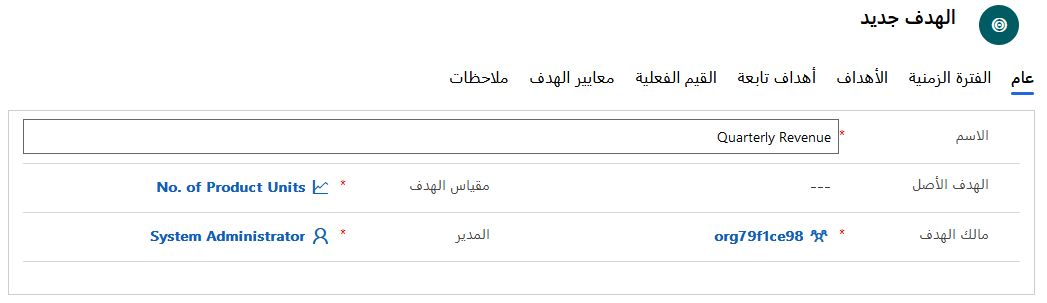 الهدف جديد
عام الفترة الزمنية الأهداف أهداف تابعة القيم الفعلية معايير الهدف ملاحظات
الاسم * Quarterly Revenue
الهدف الأصل --- مقياس الهدف * No. of Product Units
مالك الهدف * org79f1ce98 المدير * System Administrator